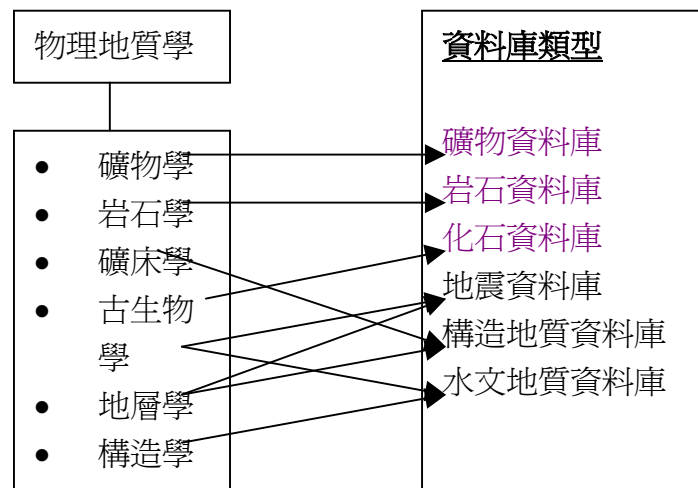 物理地質學
● 礦物學
● 岩石學
● 礦床學
● 古生物
學
● 地層學
● 構造學
資料庫類型
礦物資料庫
岩石資料庫
化石資料庫
地震資料庫
構造地質資料庫
水文地質資料庫